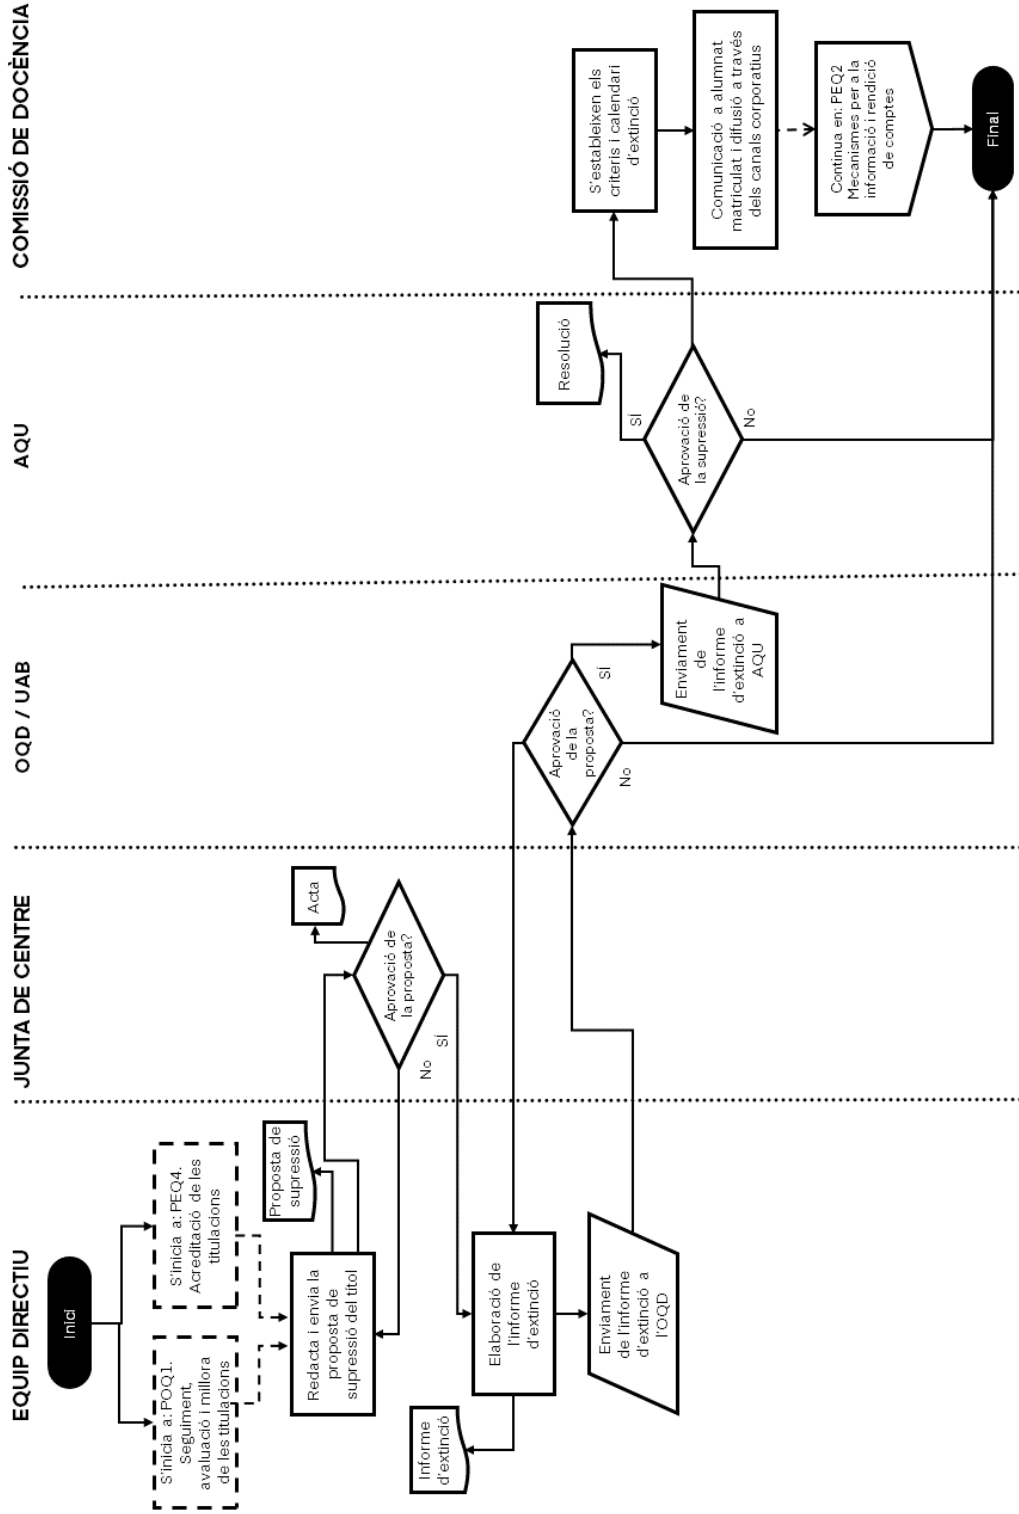 EQUIP DIRECTIU
JUNTA DE CENTRE
OQD / UAB
AQU
COMISSIÓ DE DOCÈNCIA
Inici
S'inicia a: POQ1.
Seguiment,
avaluació i millora
de les titulacions
S'inicia a: PEQ4.
Acreditació de les
titulacions
Redacta i envia la
proposta de
supressió del títol
Proposta de
supressió
Acta
Aprovació de
la proposta?
No
SÍ
Informe
d'extinció
Elaboració de
l'informe
d'extinció
Enviament
de l'informe
d'extinció a
l'OQD
Aprovació
de la
proposta?
SÍ
No
Enviament
de
l'informe
d'extinció a
AQU
Resolució
Aprovació de
la supressió?
SÍ
No
S'estableixen els
criteris i calendari
d'extinció
Comunicació a alumnat
matriculat i difusió a través
dels canals corporatius
Continua en: PEQ2
Mecanismes per a la
informació i rendició
de comptes
Final